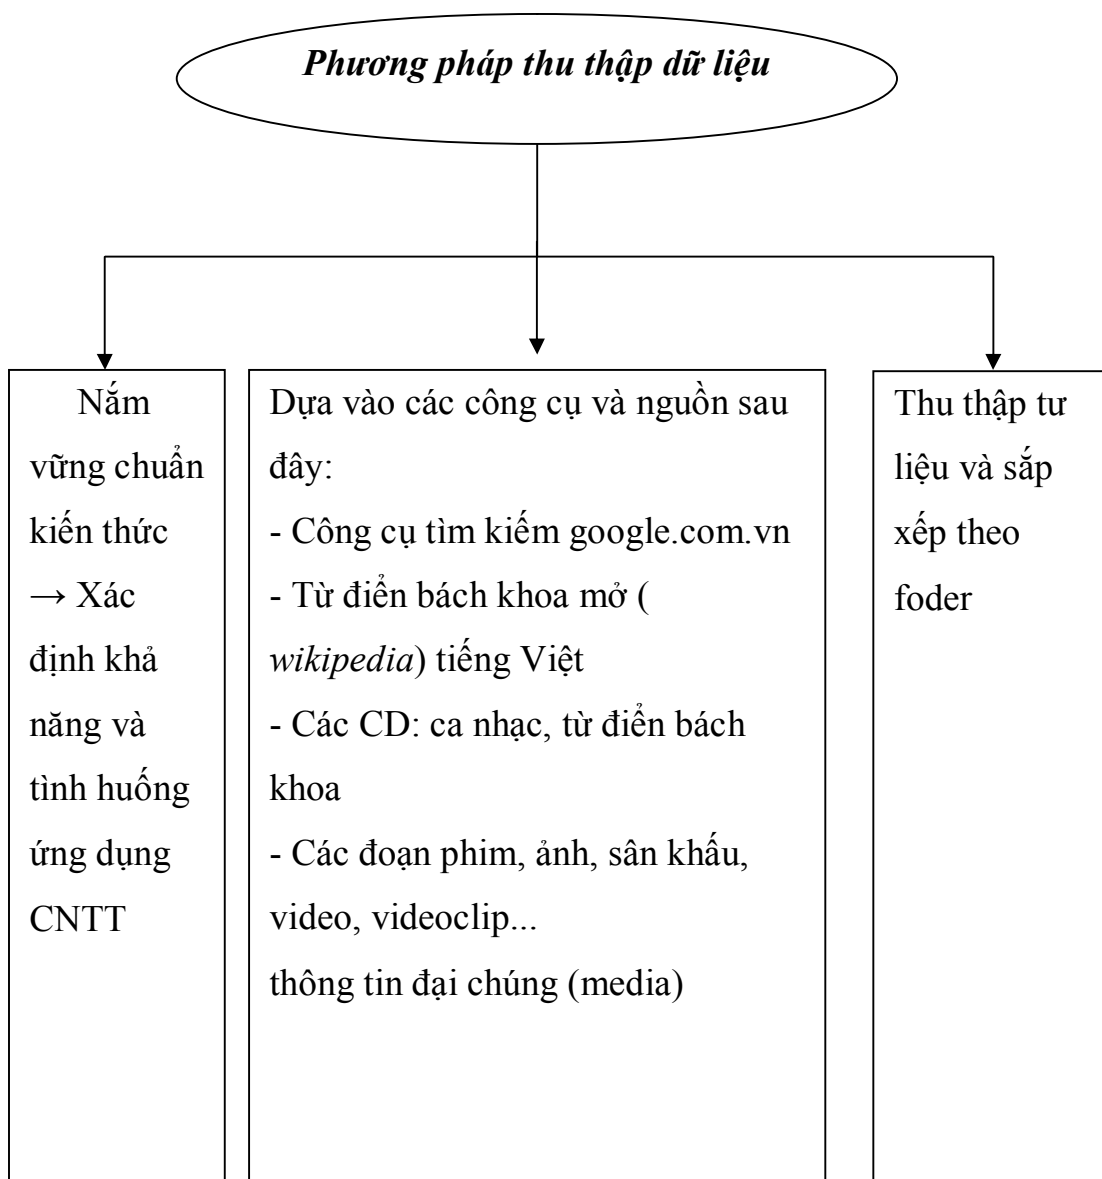 Phương pháp thu thập dữ liệu
Nắm
vững chuẩn
kiến thức
→ Xác
định khả
năng và
tình huống
ứng dụng
CNTT
Dựa vào các công cụ và nguồn sau
đây:
- Công cụ tìm kiếm google.com.vn
- Từ điển bách khoa mở (
wikipedia) tiếng Việt
- Các CD: ca nhạc, từ điển bách
khoa
- Các đoạn phim, ảnh, sân khấu,
video, videoclip...
thông tin đại chúng (media)
Thu thập tư
liệu và sắp
xếp theo
foder